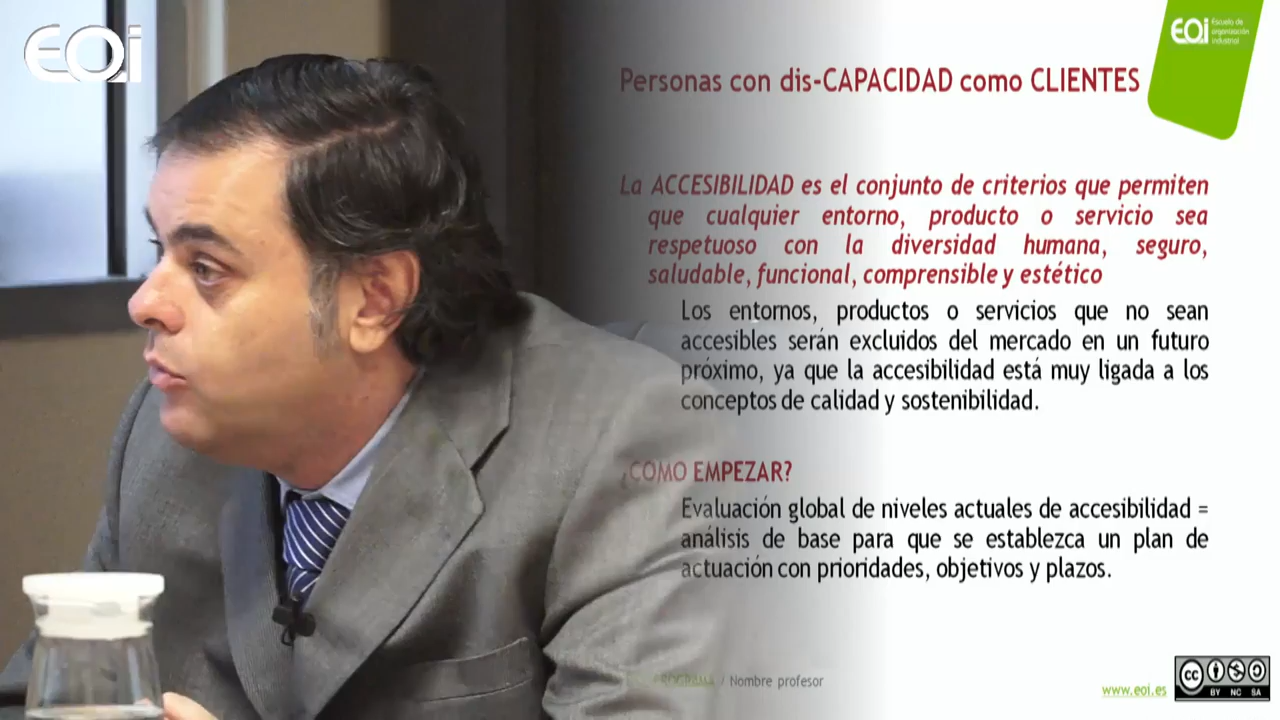 EOi
EOi Escuela de
organización
industrial
Personas con dis-CAPACIDAD como CLIENTES
La ACCESIBILIDAD es el conjunto de criterios que permiten
que cualquier entorno, producto o servicio sea
respetuoso con la diversidad humana, seguro,
saludable, funcional, comprensible y estético
Los entornos, productos o servicios que no sean
accesibles serán excluidos del mercado en un futuro
próximo, ya que la accesibilidad está muy ligada a los
conceptos de calidad y sostenibilidad.
¿COMO EMPEZAR?
Evaluación global de niveles actuales de accesibilidad =
análisis de base para que se establezca un plan de
actuación con prioridades, objetivos y plazos.
PROGRAMA / Nombre profesor
www.eoi.es
cc BY NC SA